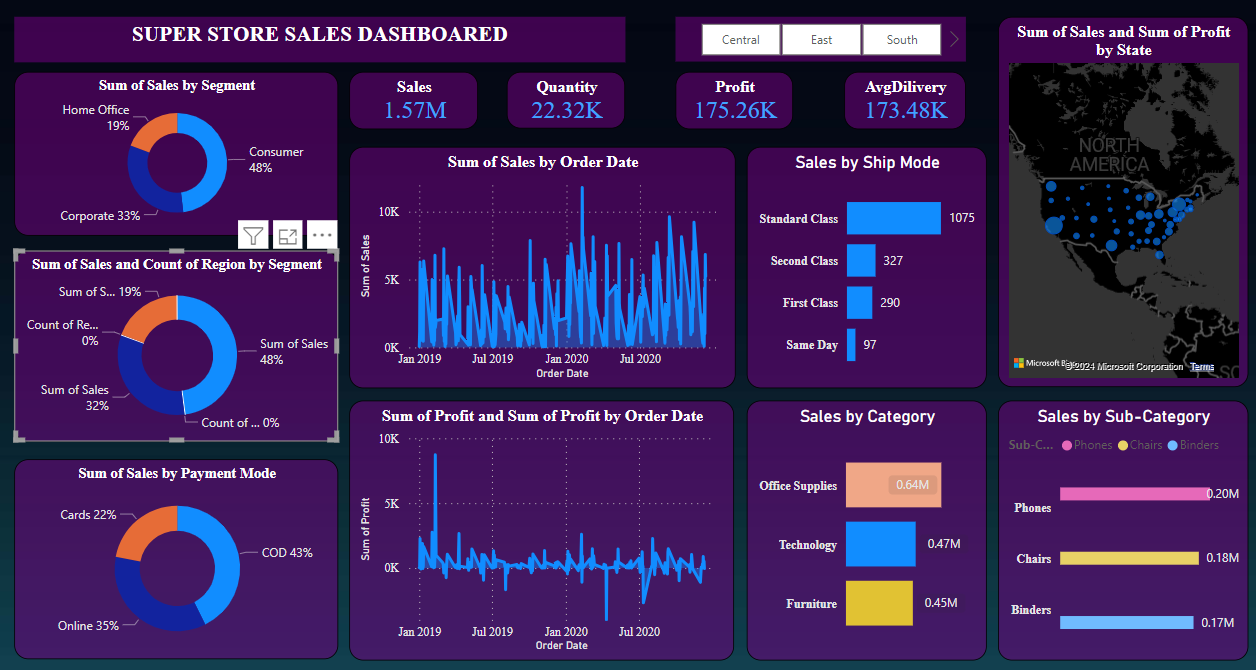 SUPER STORE SALES DASHBOARED
Central
East
South
Sum of Sales by Segment
Home Office
19%
Consumer
48%
Corporate 33%
Sales
1.57M
Quantity
22.32K
Profit
175.26K
AvgDilivery
173.48K
Sum of Sales and Sum of Profit
by State
NORTH
AMERICA
Microsoft
©2024 Microsoft Corporation
Terms
Sum of Sales and Count of Region by Segment
Sum of S... 19%
Count of Re...
0%
Sum of Sales
48%
Sum of Sales
32%
Count of ... 0%
Sum of Sales by Order Date
Sum of Sales
10K
5K
0K
Jan 2019
Jul 2019
Jan 2020
Jul 2020
Order Date
Sales by Ship Mode
Standard Class
1075
Second Class
327
First Class
290
Same Day
97
Sum of Sales by Payment Mode
Cards 22%
COD 43%
Online 35%
Sum of Profit and Sum of Profit by Order Date
Sum of Profit
10K
5K
0K
Jan 2019
Jul 2019
Jan 2020
Jul 2020
Order Date
Sales by Category
Office Supplies
0.64M
Technology
0.47M
Furniture
0.45M
Sales by Sub-Category
Sub-C...
Phones
Chairs
Binders
Phones
0.20M
Chairs
0.18M
Binders
0.17M